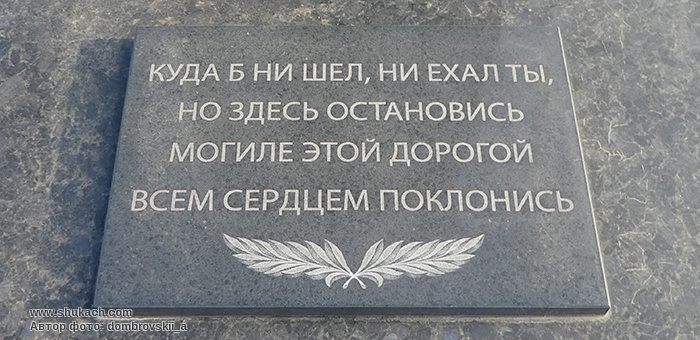 КУДА Б НИ ШЕЛ, НИ ЕХАЛ ТЫ,
НО ЗДЕСЬ ОСТАНОВИСЬ
МОГИЛЕ ЭТОЙ ДОРОГОЙ
ВСЕМ СЕРДЦЕМ ПОКЛОНИСЬ
www.shukach.com
Автор фото: dombrovskii_a